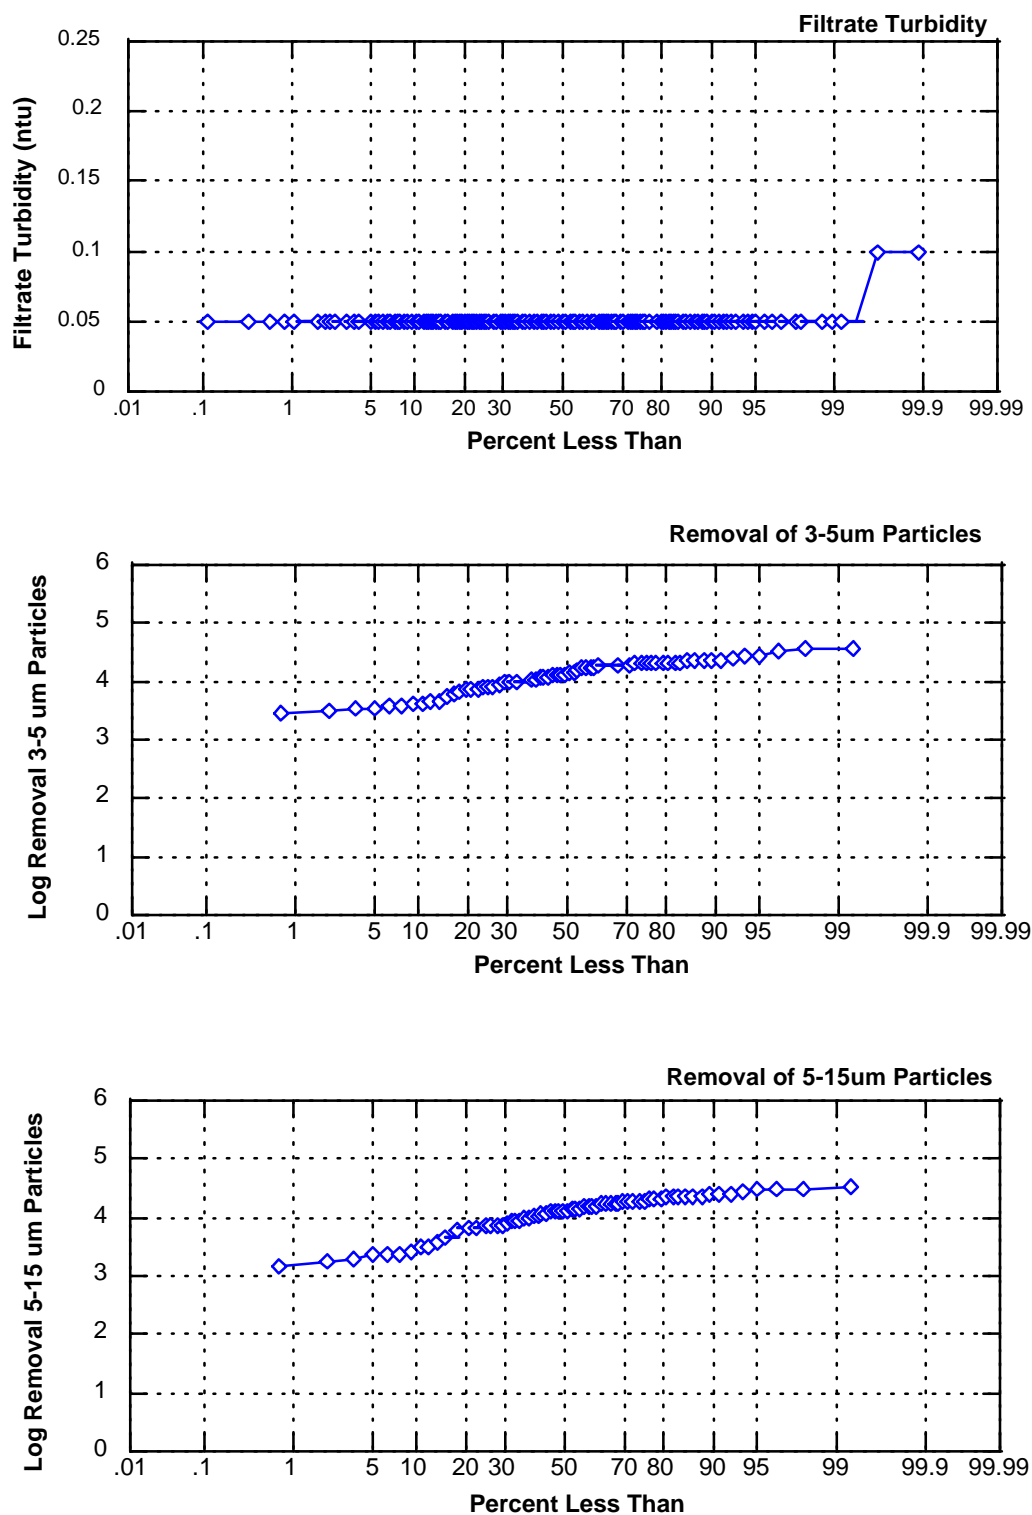 Filtrate Turbidity
Filtrate Turbidity (ntu)
0.25
0.2
0.15
0.1
0.05
0
.01 .1 1 5 10 20 30 50 70 80 90 95 99 99.9 99.99
Percent Less Than
Removal of 3-5um Particles
Log Removal 3-5 um Particles
6
5
4
3
2
1
0
.01 .1 1 5 10 20 30 50 70 80 90 95 99 99.9 99.99
Percent Less Than
Removal of 5-15um Particles
Log Removal 5-15 um Particles
6
5
4
3
2
1
0
.01 .1 1 5 10 20 30 50 70 80 90 95 99 99.9 99.99
Percent Less Than